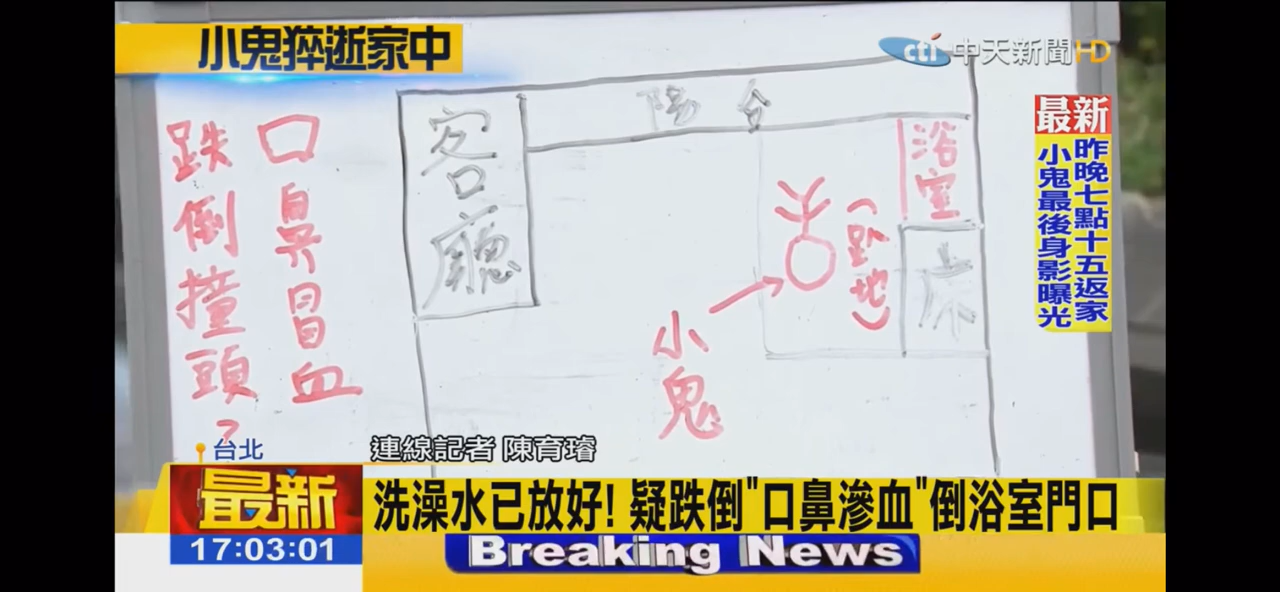 小鬼猝逝家中
cti 中天新聞HD
最新
昨晚七點十五返家
小鬼最後身影曝光
口鼻冒血
跌倒撞頭?
客廳
陽台
浴室
床
(趴地)
小鬼
台北
連線記者 陳育璿
最新
洗澡水已放好! 疑跌倒"口鼻滲血"倒浴室門口
17:03:01
Breaking News